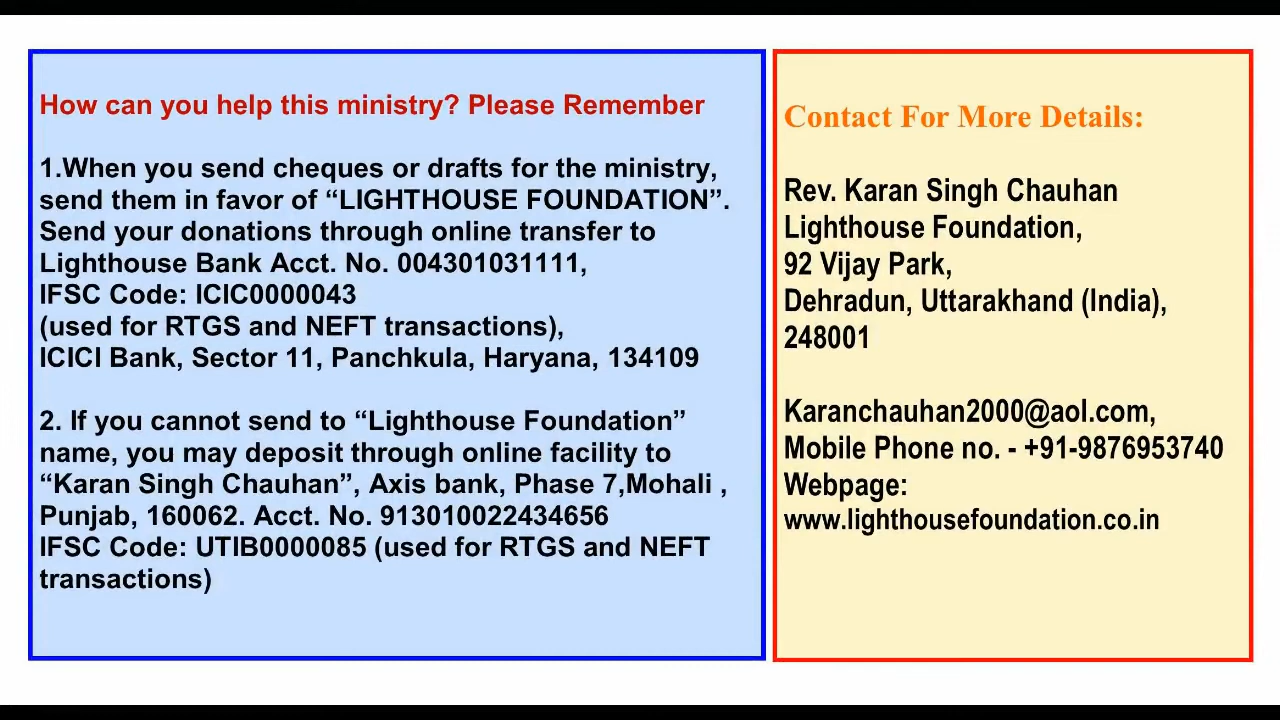 How can you help this ministry? Please Remember
1.When you send cheques or drafts for the ministry,
send them in favor of “LIGHTHOUSE FOUNDATION”.
Send your donations through online transfer to
Lighthouse Bank Acct. No. 004301031111,
IFSC Code: ICIC0000043
(used for RTGS and NEFT transactions),
ICICI Bank, Sector 11, Panchkula, Haryana, 134109
2. If you cannot send to “Lighthouse Foundation”
name, you may deposit through online facility to
“Karan Singh Chauhan”, Axis bank, Phase 7,Mohali ,
Punjab, 160062. Acct. No. 913010022434656
IFSC Code: UTIB0000085 (used for RTGS and NEFT
transactions)
Contact For More Details:
Rev. Karan Singh Chauhan
Lighthouse Foundation,
92 Vijay Park,
Dehradun, Uttarakhand (India),
248001
Karanchauhan2000@aol.com,
Mobile Phone no. - +91-9876953740
Webpage:
www.lighthousefoundation.co.in